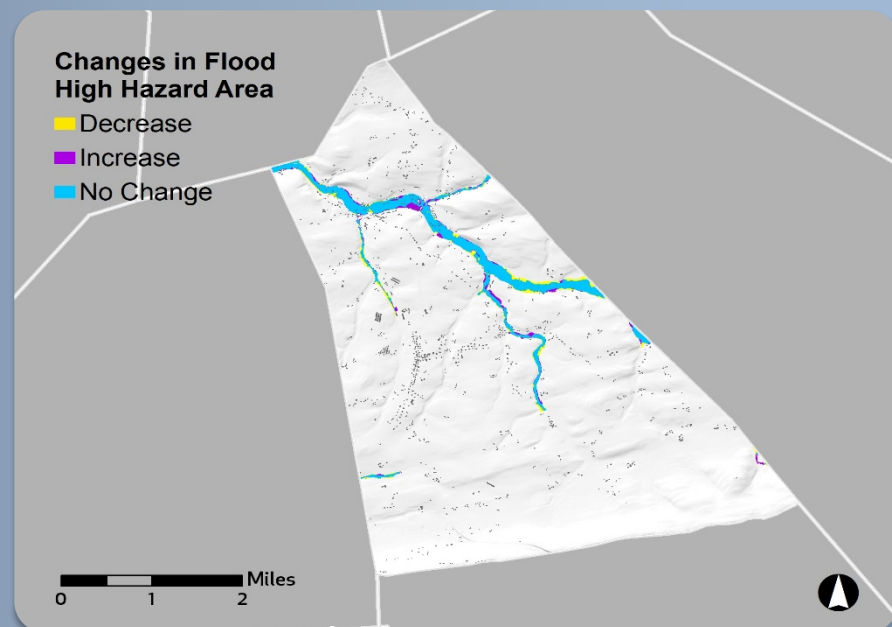 Changes in Flood
High Hazard Area
Decrease
Increase
No Change
Miles
0 1 2